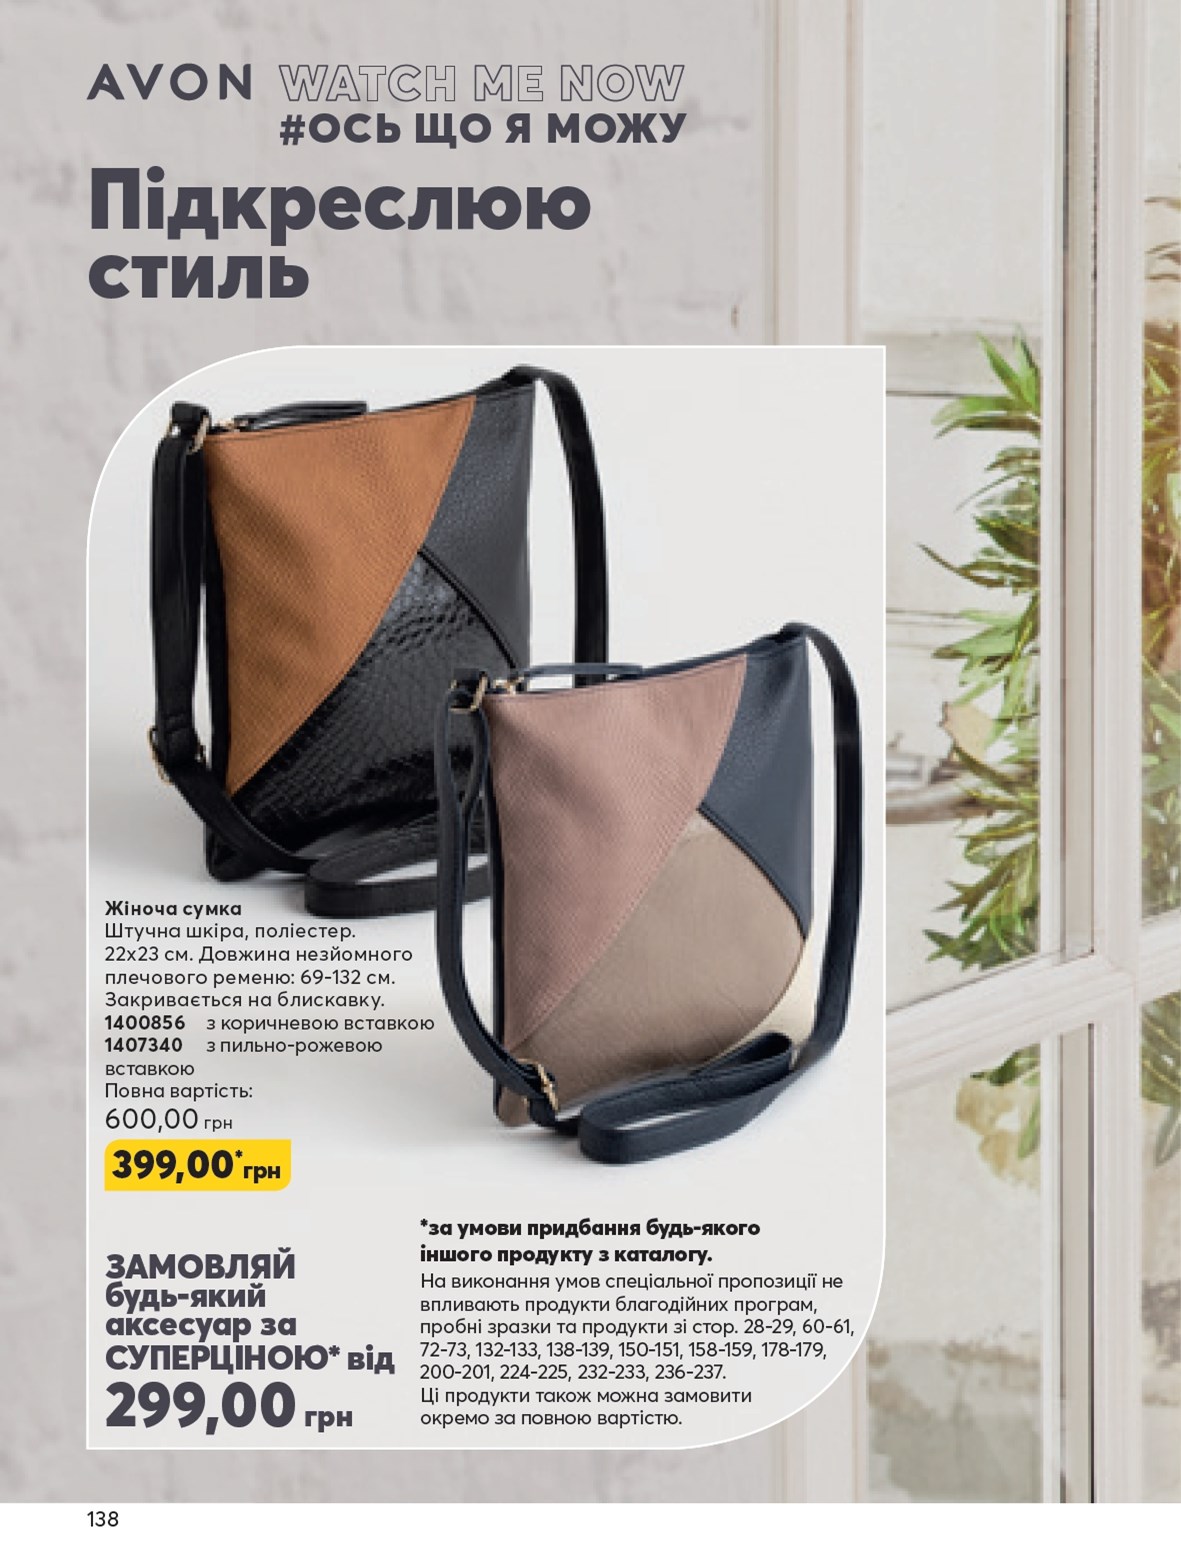 AVON WATCH ME NOW
#ОСЬ ЩО Я МОЖУ
Підкреслюю
стиль
Жіноча сумка
Штучна шкіра, поліестер.
22х23 см. Довжина незйомного
плечового ременю: 69-132 см.
Закривається на блискавку.
1400856 з коричневою вставкою
1407340 з пильно-рожевою
вставкою
Повна вартість:
600,00 грн
399,00* грн
ЗАМОВЛЯЙ
будь-який
аксесуар за
СУПЕРЦІНОЮ* від
299,00 грн
*за умови придбання будь-якого
іншого продукту з каталогу.
На виконання умов спеціальної пропозиції не
впливають продукти благодійних програм,
пробні зразки та продукти зі стор. 28-29, 60-61,
72-73, 132-133, 138-139, 150-151, 158-159, 178-179,
200-201, 224-225, 232-233, 236-237.
Ці продукти також можна замовити
окремо за повною вартістю.
138